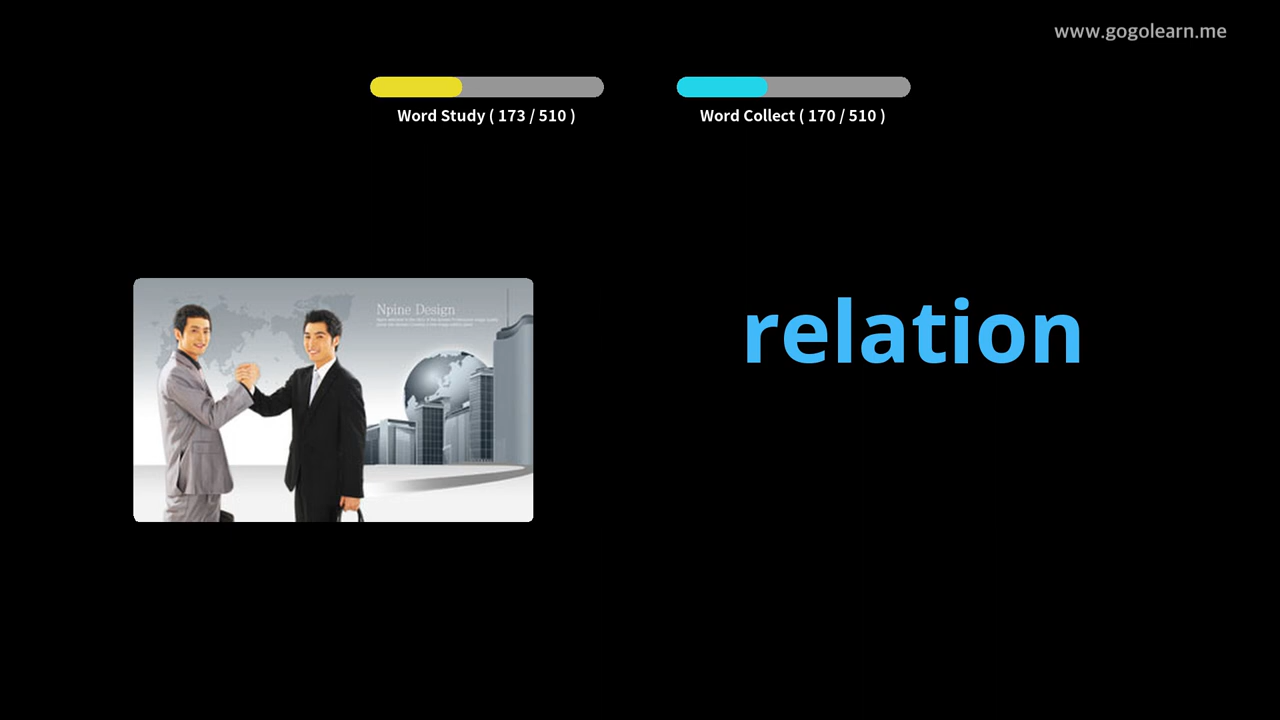 www.gogolearn.me
Word Study ( 173 / 510 )
Word Collect ( 170 / 510 )
Npine Design
relation